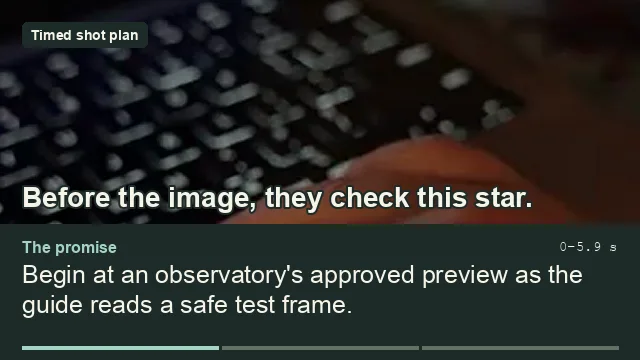 Timed shot plan
Before the image, they check this star.
The promise
0–5.9 s
Begin at an observatory's approved preview as the
guide reads a safe test frame.